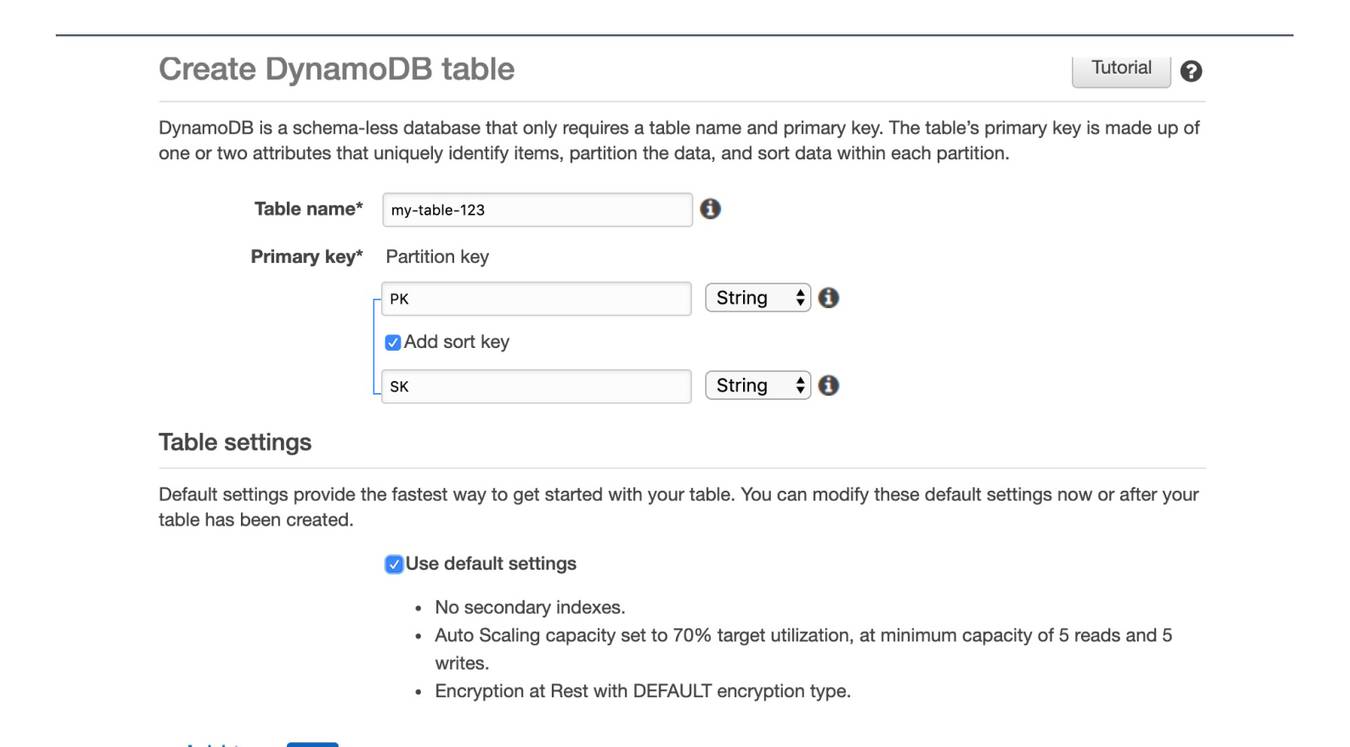 Create DynamoDB table
Tutorial
DynamoDB is a schema-less database that only requires a table name and primary key. The table’s primary key is made up of
one or two attributes that uniquely identify items, partition the data, and sort data within each partition.
Table name*
my-table-123
Primary key*
Partition key
PK
String
Add sort key
SK
String
Table settings
Default settings provide the fastest way to get started with your table. You can modify these default settings now or after your
table has been created.
Use default settings
• No secondary indexes.
• Auto Scaling capacity set to 70% target utilization, at minimum capacity of 5 reads and 5
writes.
• Encryption at Rest with DEFAULT encryption type.